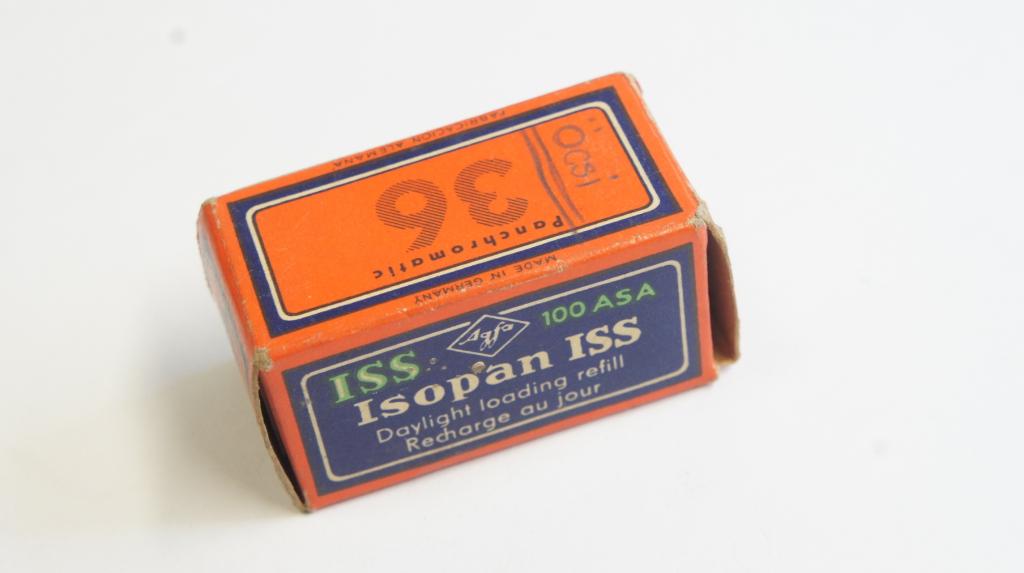 FABRICACION ALEMANA
36
Panchromatic
MADE IN GERMANY
ISS
Agfa
100 ASA
Isopan ISS
Daylight loading refill
Recharge au jour